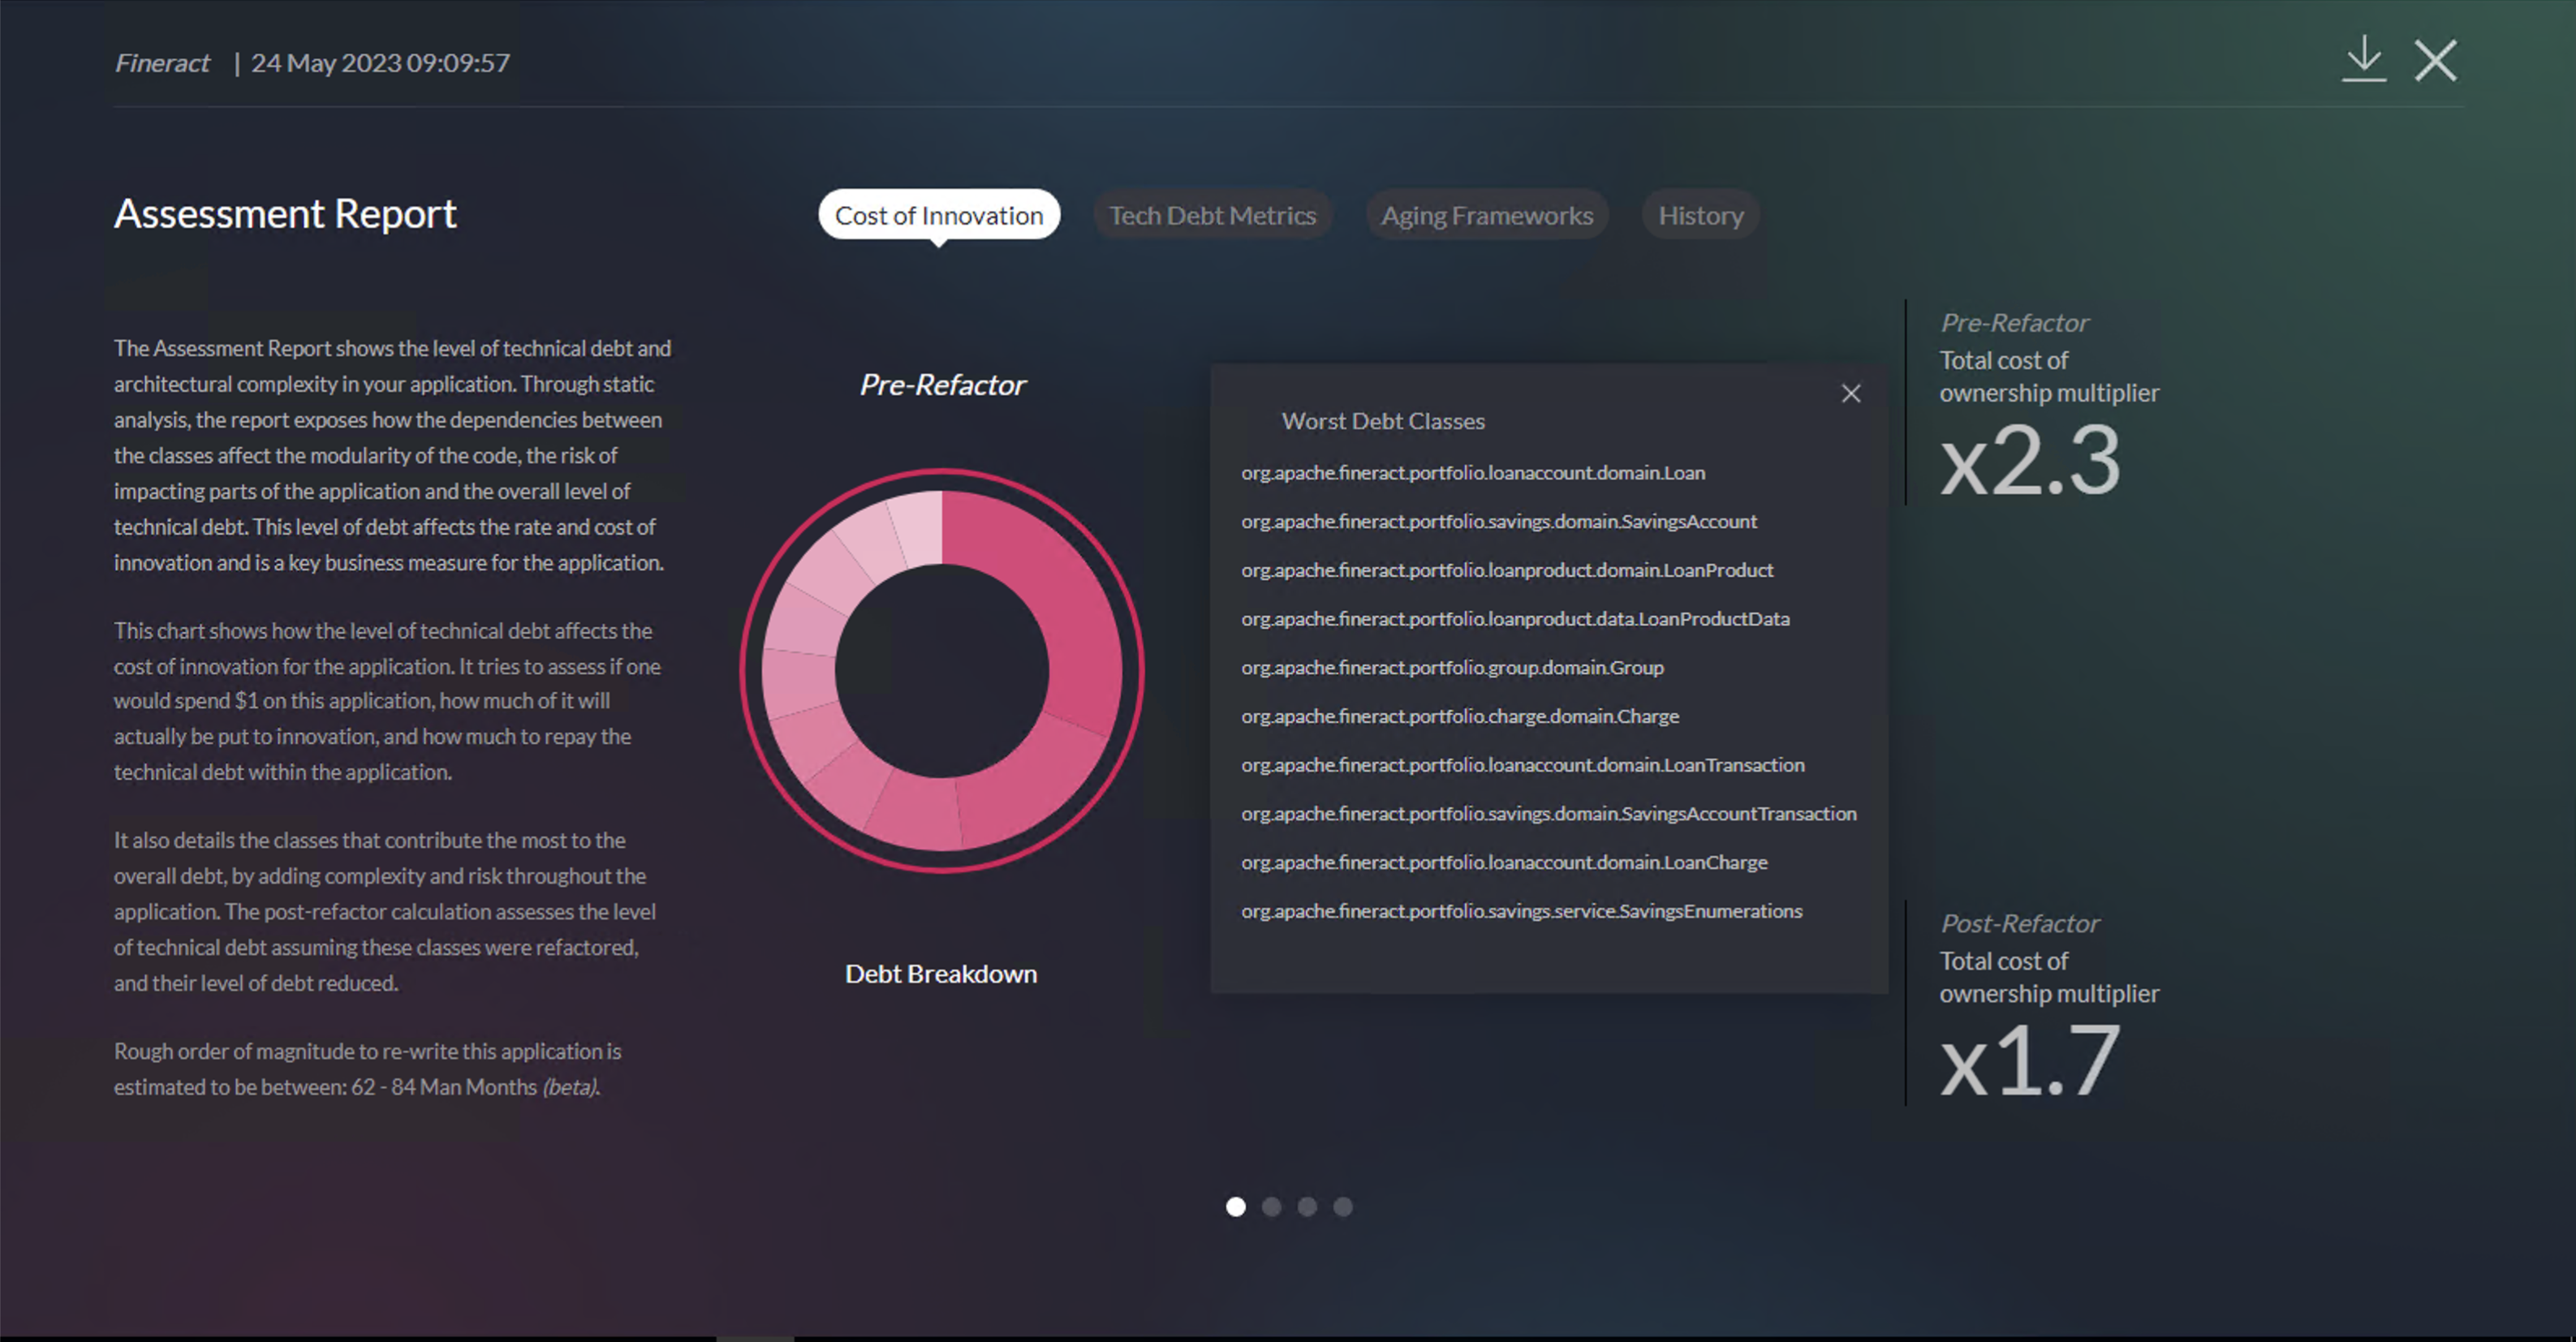 Fineract | 24 May 2023 09:09:57
Assessment Report
Cost of Innovation
Tech Debt Metrics
Aging Frameworks
History
The Assessment Report shows the level of technical debt and
architectural complexity in your application. Through static
analysis, the report exposes how the dependencies between
the classes affect the modularity of the code, the risk of
impacting parts of the application and the overall level of
technical debt. This level of debt affects the rate and cost of
innovation and is a key business measure for the application.
This chart shows how the level of technical debt affects the
cost of innovation for the application. It tries to assess if one
would spend $1 on this application, how much of it will
actually be put to innovation, and how much to repay the
technical debt within the application.
It also details the classes that contribute the most to the
overall debt, by adding complexity and risk throughout the
application. The post-refactor calculation assesses the level
of technical debt assuming these classes were refactored,
and their level of debt reduced.
Rough order of magnitude to re-write this application is
estimated to be between: 62 - 84 Man Months (beta).
Pre-Refactor
Debt Breakdown
Worst Debt Classes
org.apache.fineract.portfolio.loanaccount.domain.Loan
org.apache.fineract.portfolio.savings.domain.SavingsAccount
org.apache.fineract.portfolio.loanproduct.domain.LoanProduct
org.apache.fineract.portfolio.loanproduct.data.LoanProductData
org.apache.fineract.portfolio.group.domain.Group
org.apache.fineract.portfolio.charge.domain.Charge
org.apache.fineract.portfolio.loanaccount.domain.LoanTransaction
org.apache.fineract.portfolio.savings.domain.SavingsAccountTransaction
org.apache.fineract.portfolio.loanaccount.domain.LoanCharge
org.apache.fineract.portfolio.savings.service.SavingsEnumerations
Pre-Refactor
Total cost of
ownership multiplier
x2.3
Post-Refactor
Total cost of
ownership multiplier
x1.7